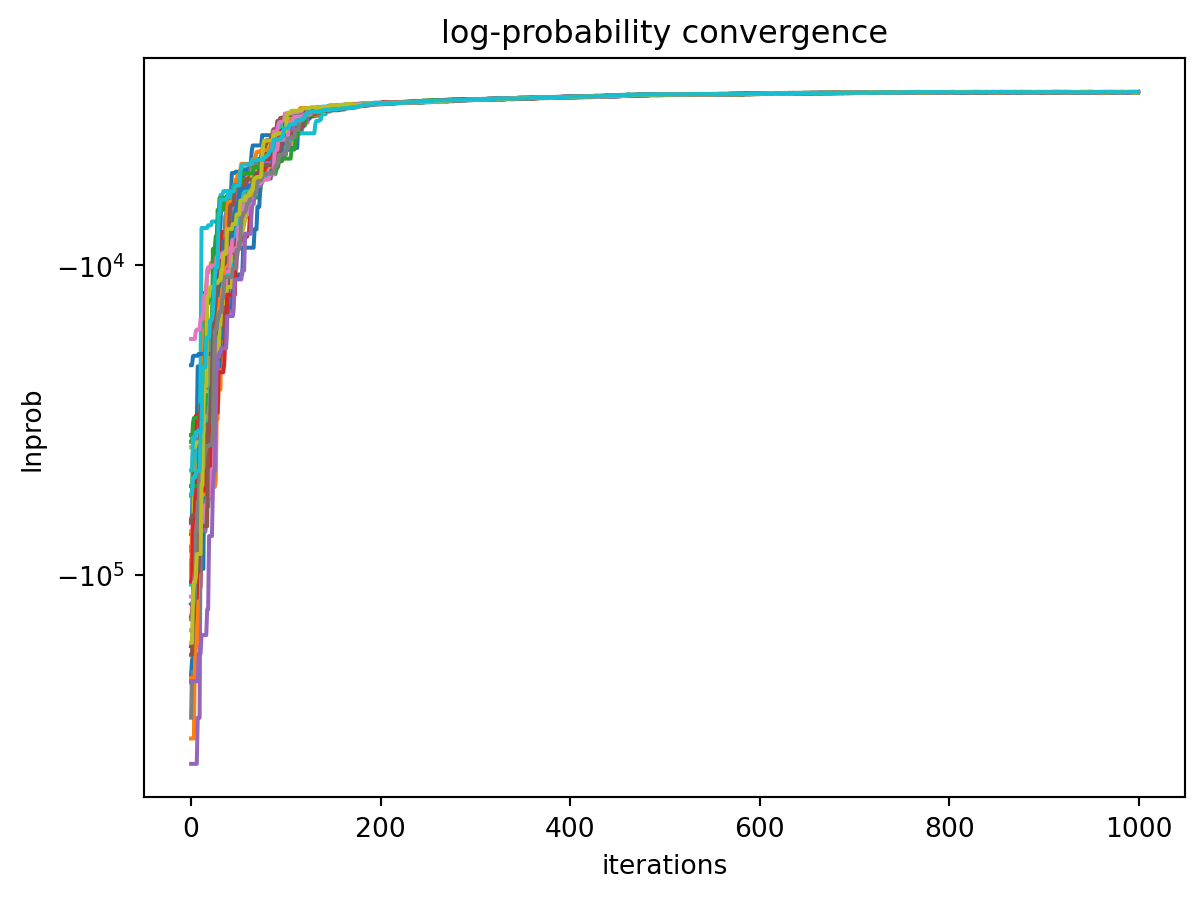 log-probability convergence
lnprob
−10⁴
−10⁵
0 200 400 600 800 1000
iterations